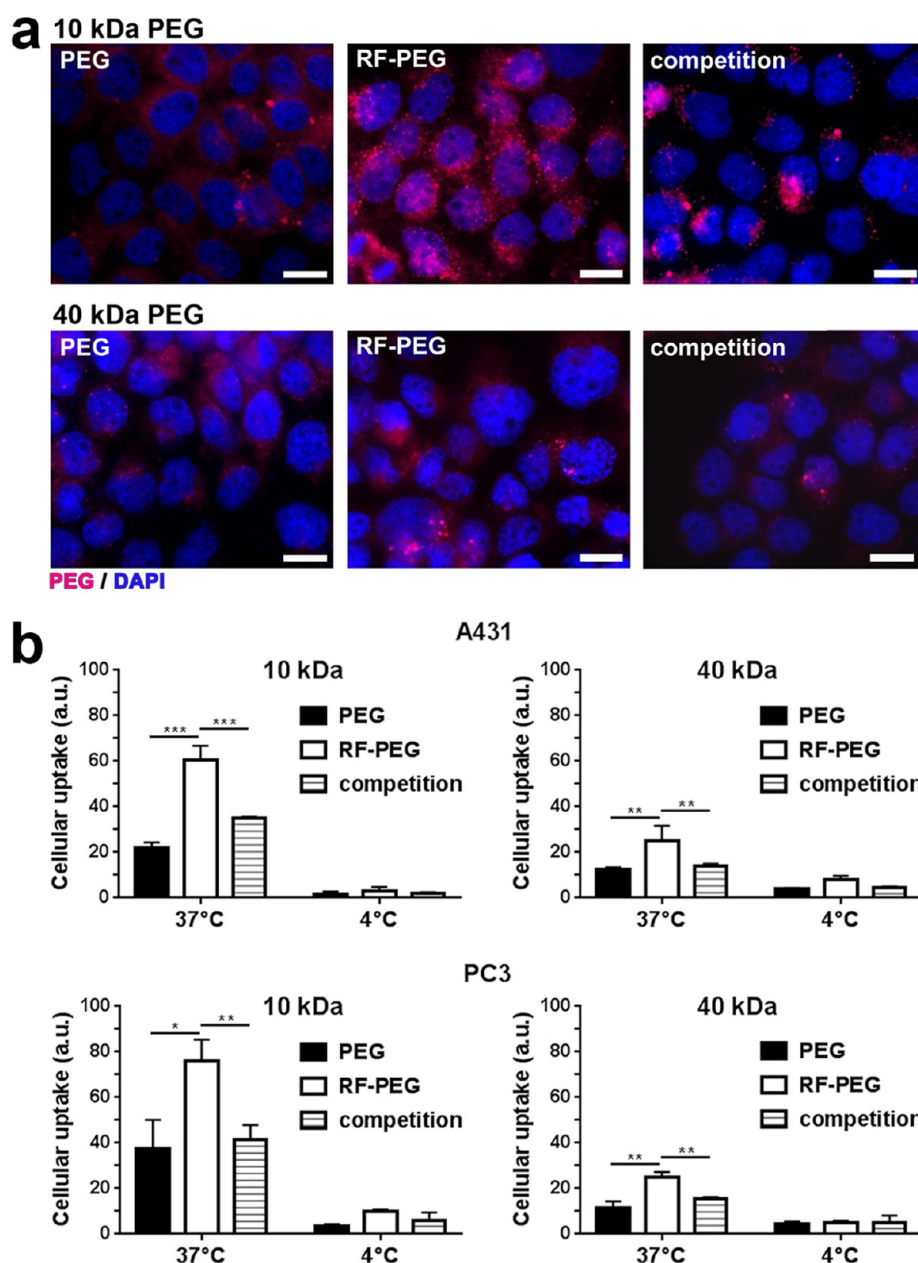 a
10 kDa PEG
PEG
RF-PEG
competition
40 kDa PEG
PEG
RF-PEG
competition
PEG / DAPI
b
A431
Cellular uptake (a.u.)
100
80
60
40
20
0
10 kDa
***
***
PEG
RF-PEG
competition
37°C
4°C
Cellular uptake (a.u.)
100
80
60
40
20
0
40 kDa
**
**
PEG
RF-PEG
competition
37°C
4°C
PC3
Cellular uptake (a.u.)
100
80
60
40
20
0
10 kDa
*
**
PEG
RF-PEG
competition
37°C
4°C
Cellular uptake (a.u.)
100
80
60
40
20
0
40 kDa
**
**
PEG
RF-PEG
competition
37°C
4°C